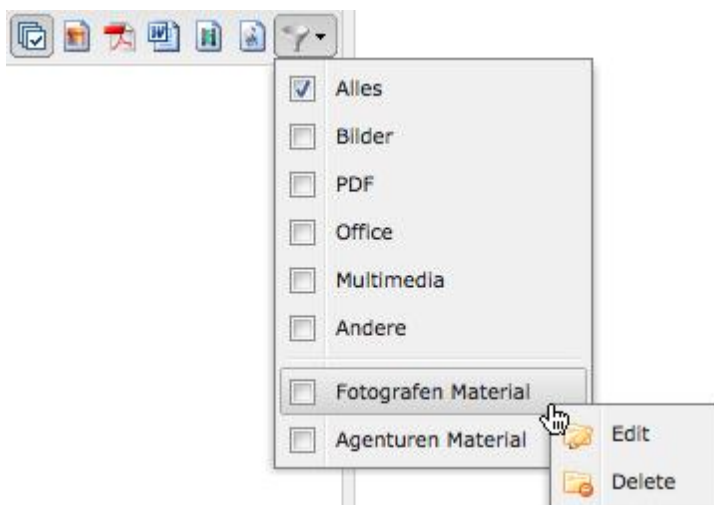 Alles
Bilder
PDF
Office
Multimedia
Andere
Fotografen Material
Agenturen Material
Edit
Delete